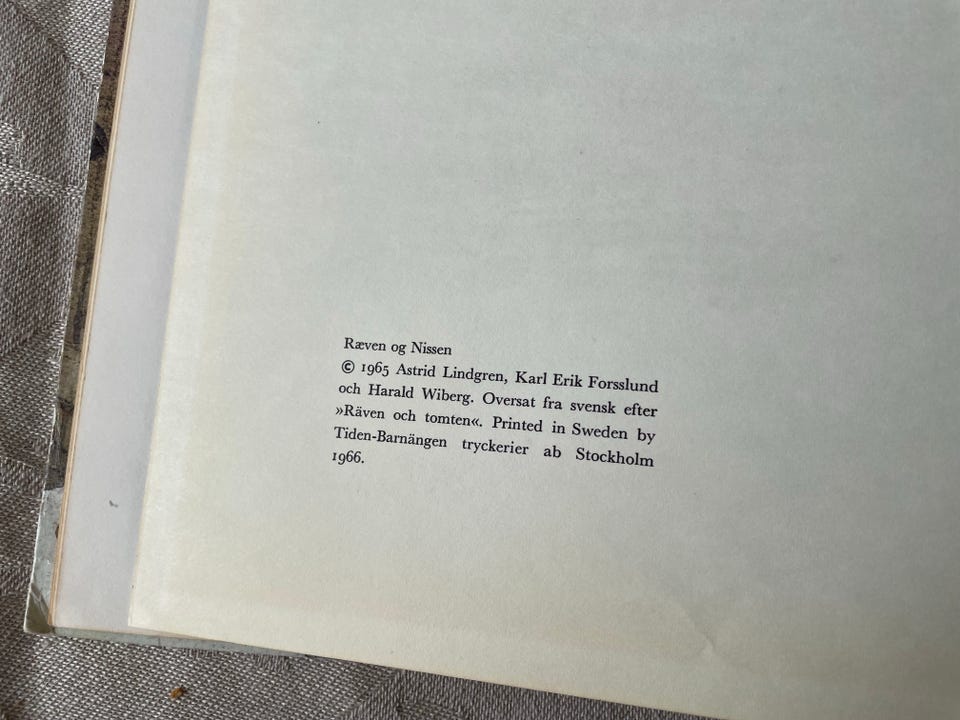 Ræven og Nissen
© 1965 Astrid Lindgren, Karl Erik Forsslund
och Harald Wiberg. Oversat fra svensk efter
»Räven och tomten«. Printed in Sweden by
Tiden-Barnängen tryckerier ab Stockholm
1966.